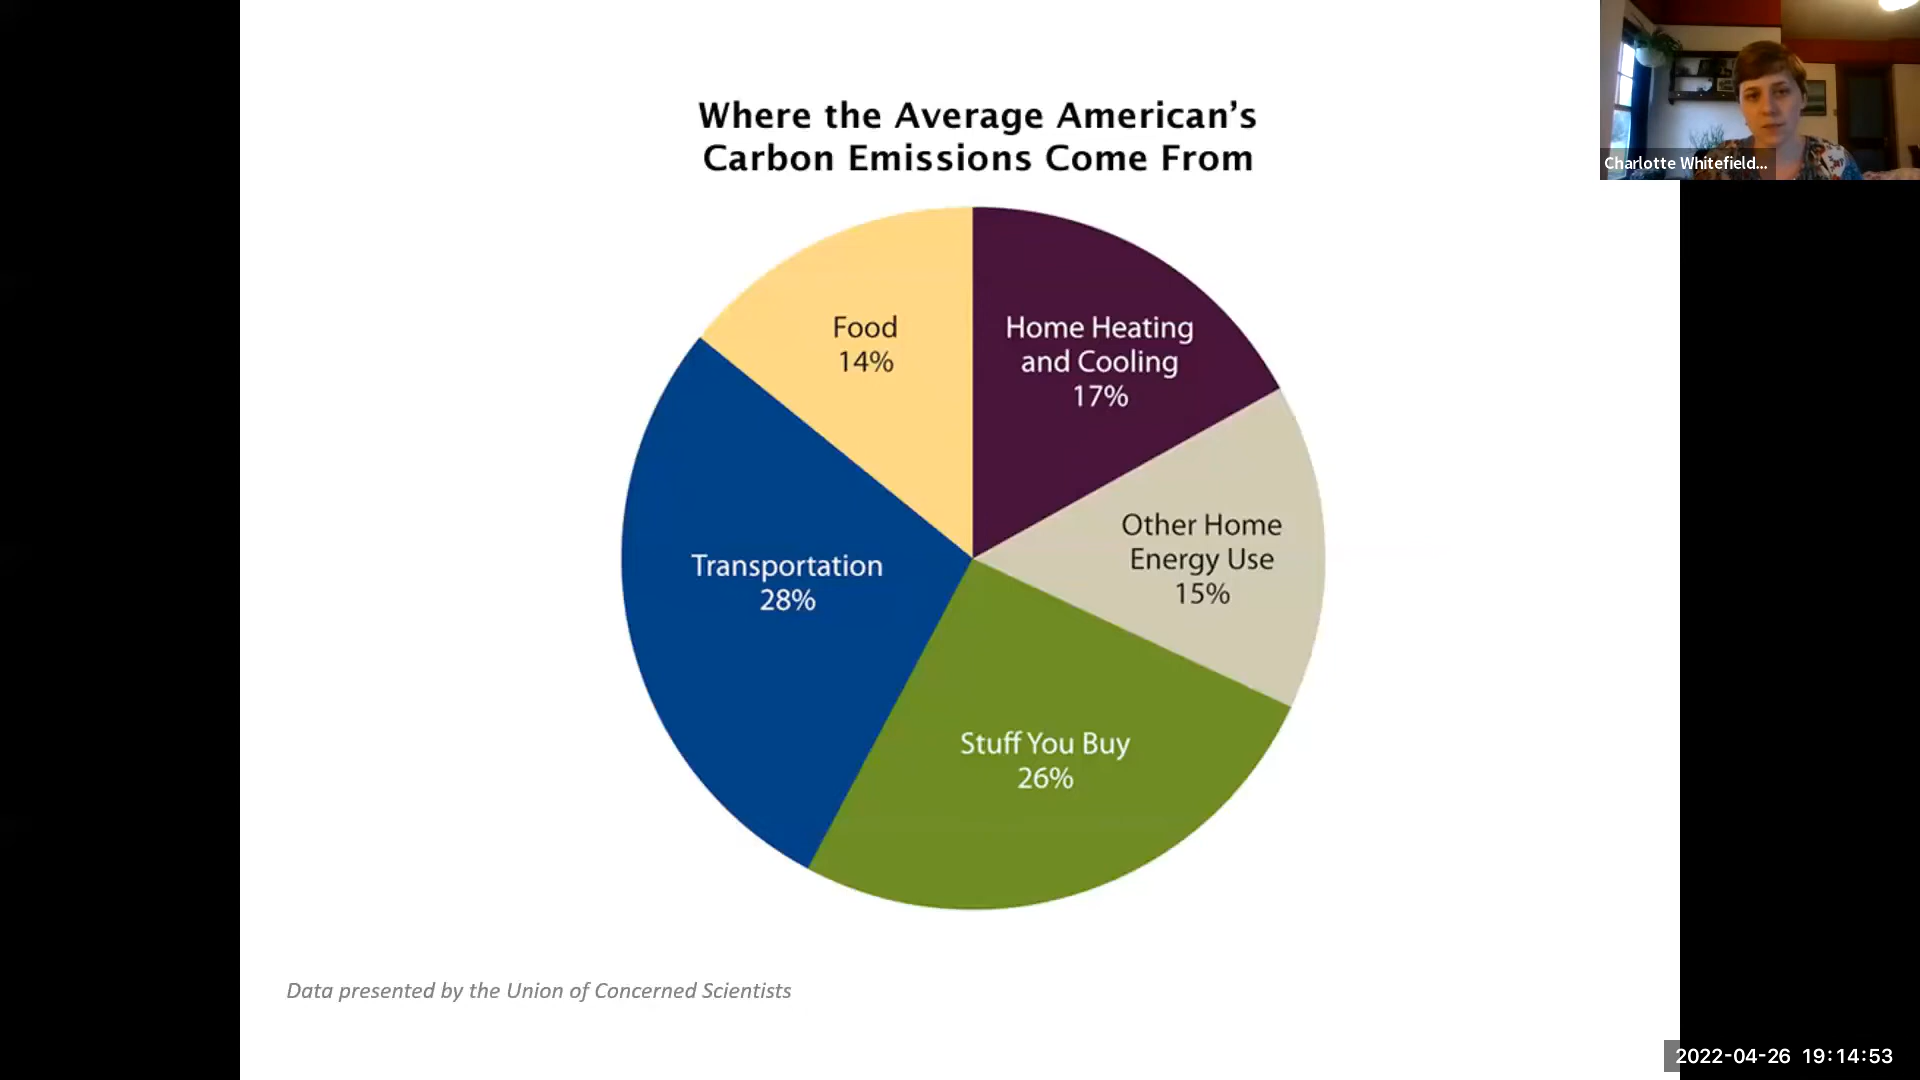 Where the Average American’s
Carbon Emissions Come From
Charlotte Whitefield...
Food
14%
Home Heating
and Cooling
17%
Other Home
Energy Use
15%
Transportation
28%
Stuff You Buy
26%
Data presented by the Union of Concerned Scientists
2022-04-26 19:14:53